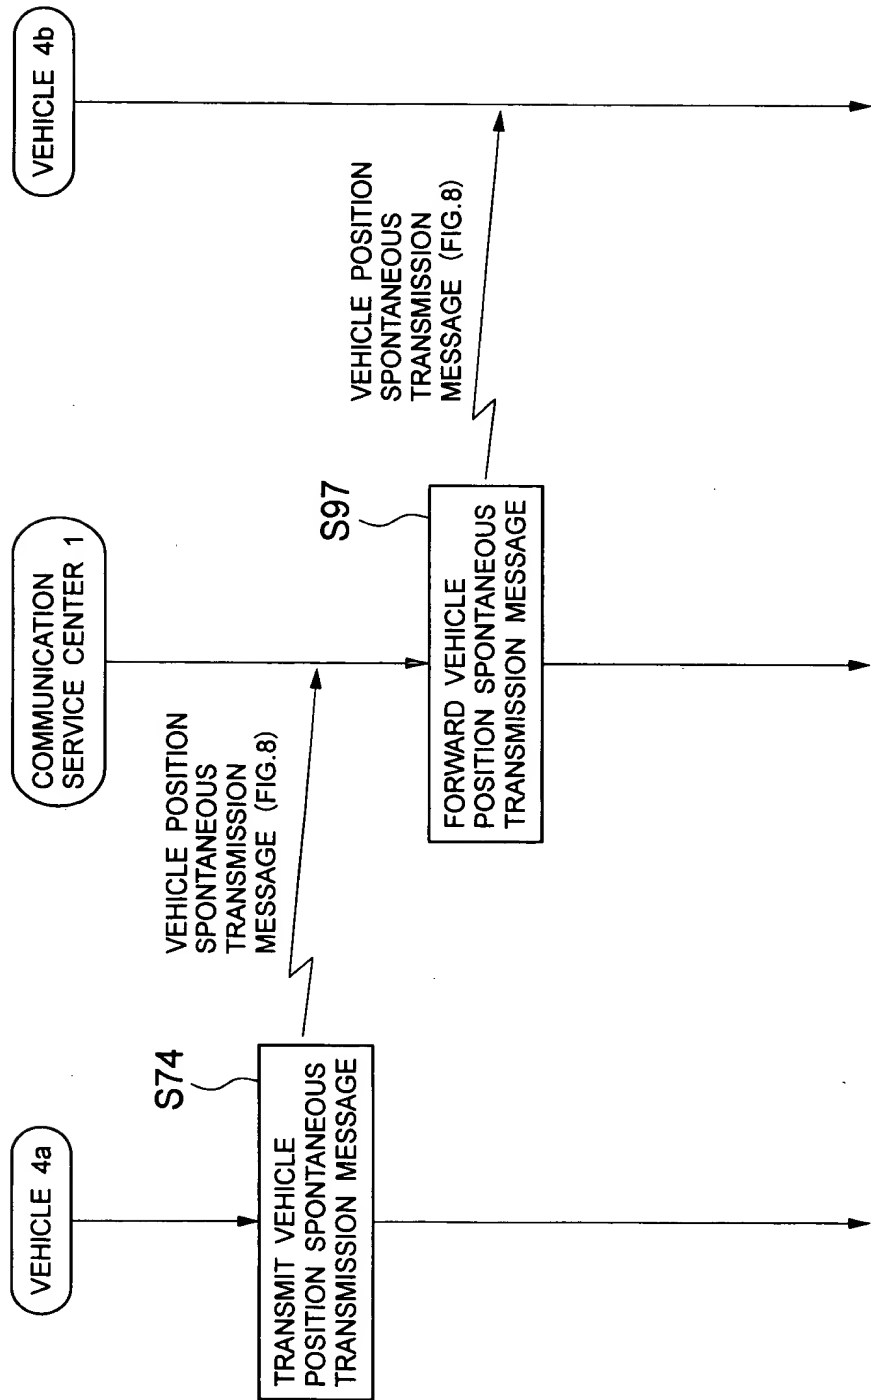 VEHICLE 4a
COMMUNICATION
SERVICE CENTER 1
VEHICLE 4b
S74
TRANSMIT VEHICLE
POSITION SPONTANEOUS
TRANSMISSION MESSAGE
VEHICLE POSITION
SPONTANEOUS
TRANSMISSION
MESSAGE (FIG.8)
S97
FORWARD VEHICLE
POSITION SPONTANEOUS
TRANSMISSION MESSAGE
VEHICLE POSITION
SPONTANEOUS
TRANSMISSION
MESSAGE (FIG.8)